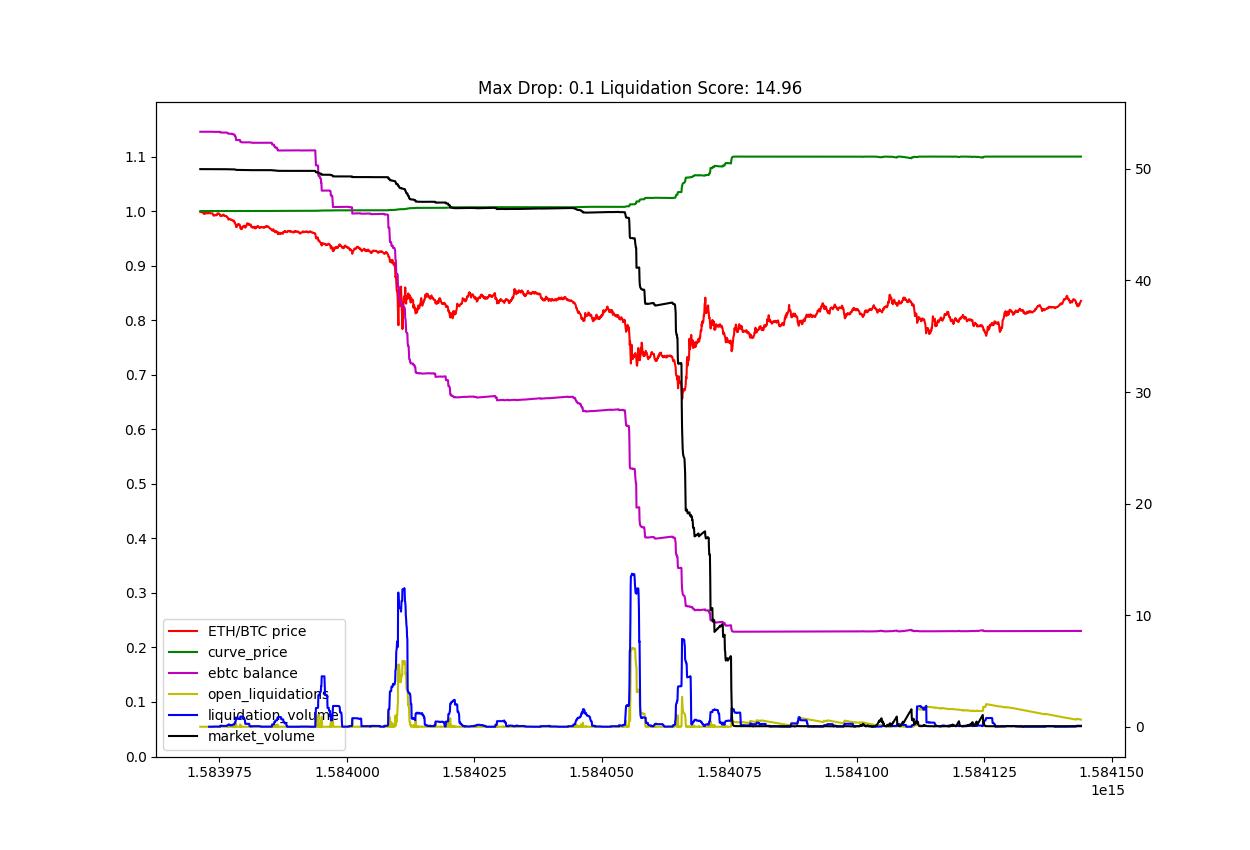 Max Drop: 0.1 Liquidation Score: 14.96
1.1
1.0
0.9
0.8
0.7
0.6
0.5
0.4
0.3
0.2
0.1
0.0
50
40
30
20
10
0
ETH/BTC price
curve_price
ebtc balance
open_liquidations
liquidation_volume
market_volume
1.583975 1.584000 1.584025 1.584050 1.584075 1.584100 1.584125 1.584150
1e15